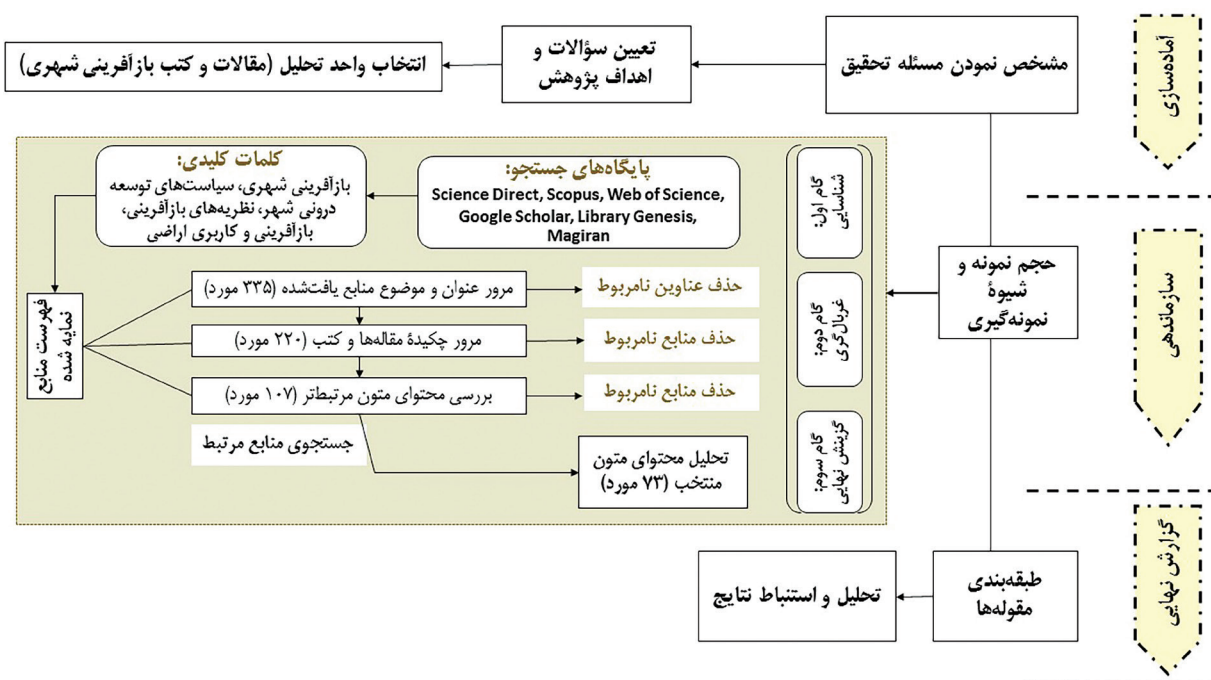 آماده‌سازی
مشخص نمودن مسئله تحقیق
تعیین سؤالات و
اهداف پژوهش
انتخاب واحد تحلیل (مقالات و کتب بازآفرینی شهری)
سازماندهی
حجم نمونه و
شیوهٔ
نمونه‌گیری
گام اول:
شناسایی
پایگاه‌های جستجو:
Science Direct, Scopus, Web of Science,
Google Scholar, Library Genesis,
Magiran
کلمات کلیدی:
بازآفرینی شهری، سیاست‌های توسعه
درونی شهر، نظریه‌های بازآفرینی،
بازآفرینی و کاربری اراضی
فهرست منابع
نمایه شده
گام دوم:
غربال‌گری
مرور عنوان و موضوع منابع یافت‌شده (۳۳۵ مورد)
حذف عناوین نامربوط
مرور چکیدهٔ مقاله‌ها و کتب (۲۲۰ مورد)
حذف منابع نامربوط
بررسی محتوای متون مرتبط‌تر (۱۰۷ مورد)
حذف منابع نامربوط
گام سوم:
گزینش نهایی
جستجوی منابع مرتبط
تحلیل محتوای متون
منتخب (۷۳ مورد)
گزارش نهایی
طبقه‌بندی
مقوله‌ها
تحلیل و استنباط نتایج